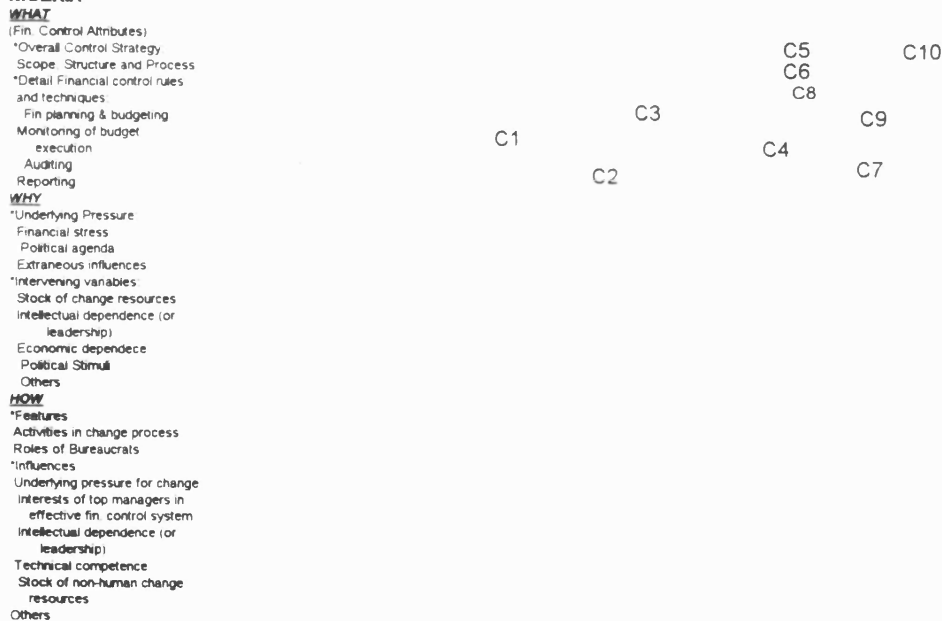 WHAT
(Fin. Control Attributes)
*Overall Control Strategy: C5 C10
Scope, Structure and Process C6
*Detail Financial control rules
and techniques: C8
Fin planning & budgeting C3 C9
Monitoring of budget C1
execution C4
Auditing C7
Reporting C2
WHY
*Underlying Pressure
Financial stress
Political agenda
Extraneous influences
*Intervening variables:
Stock of change resources
Intellectual dependence (or
leadership)
Economic dependece
Political Stimuli
Others
HOW
*Features
Activities in change process
Roles of Bureaucrats
*Influences
Underlying pressure for change
Interests of top managers in
effective fin. control system
Intellectual dependence (or
leadership)
Technical competence
Stock of non-human change
resources
Others